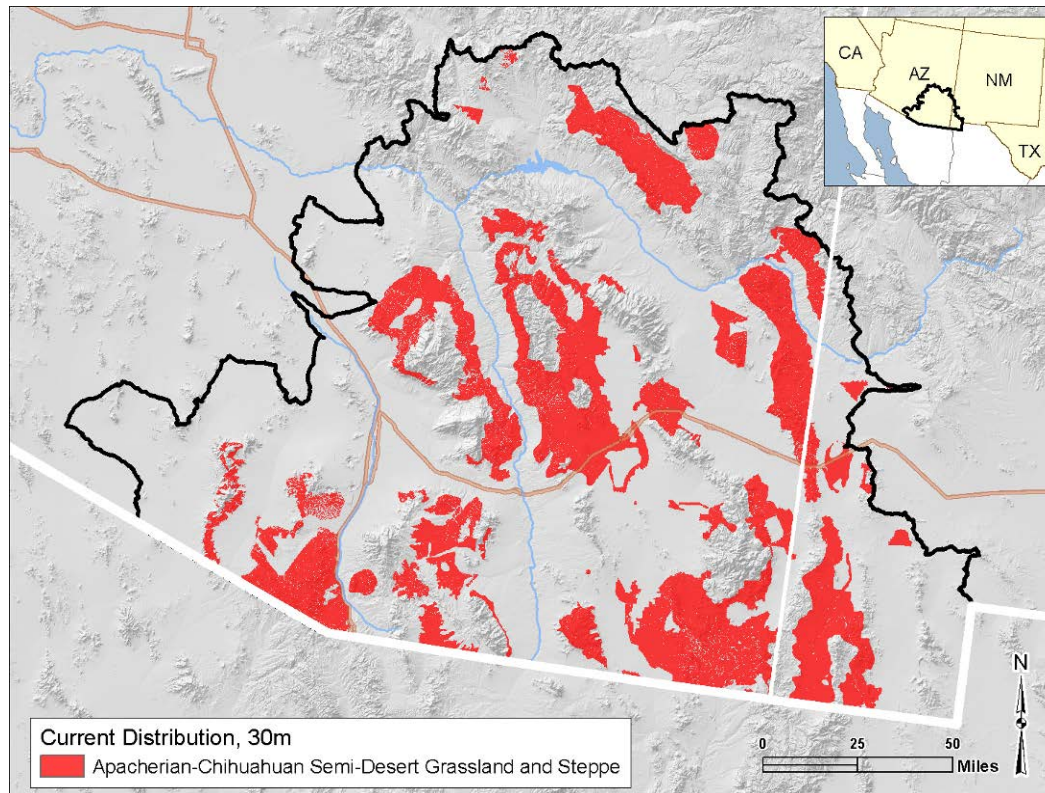 CA
AZ
NM
TX
N
Current Distribution, 30m
Apacherian-Chihuahuan Semi-Desert Grassland and Steppe
0 25 50
Miles